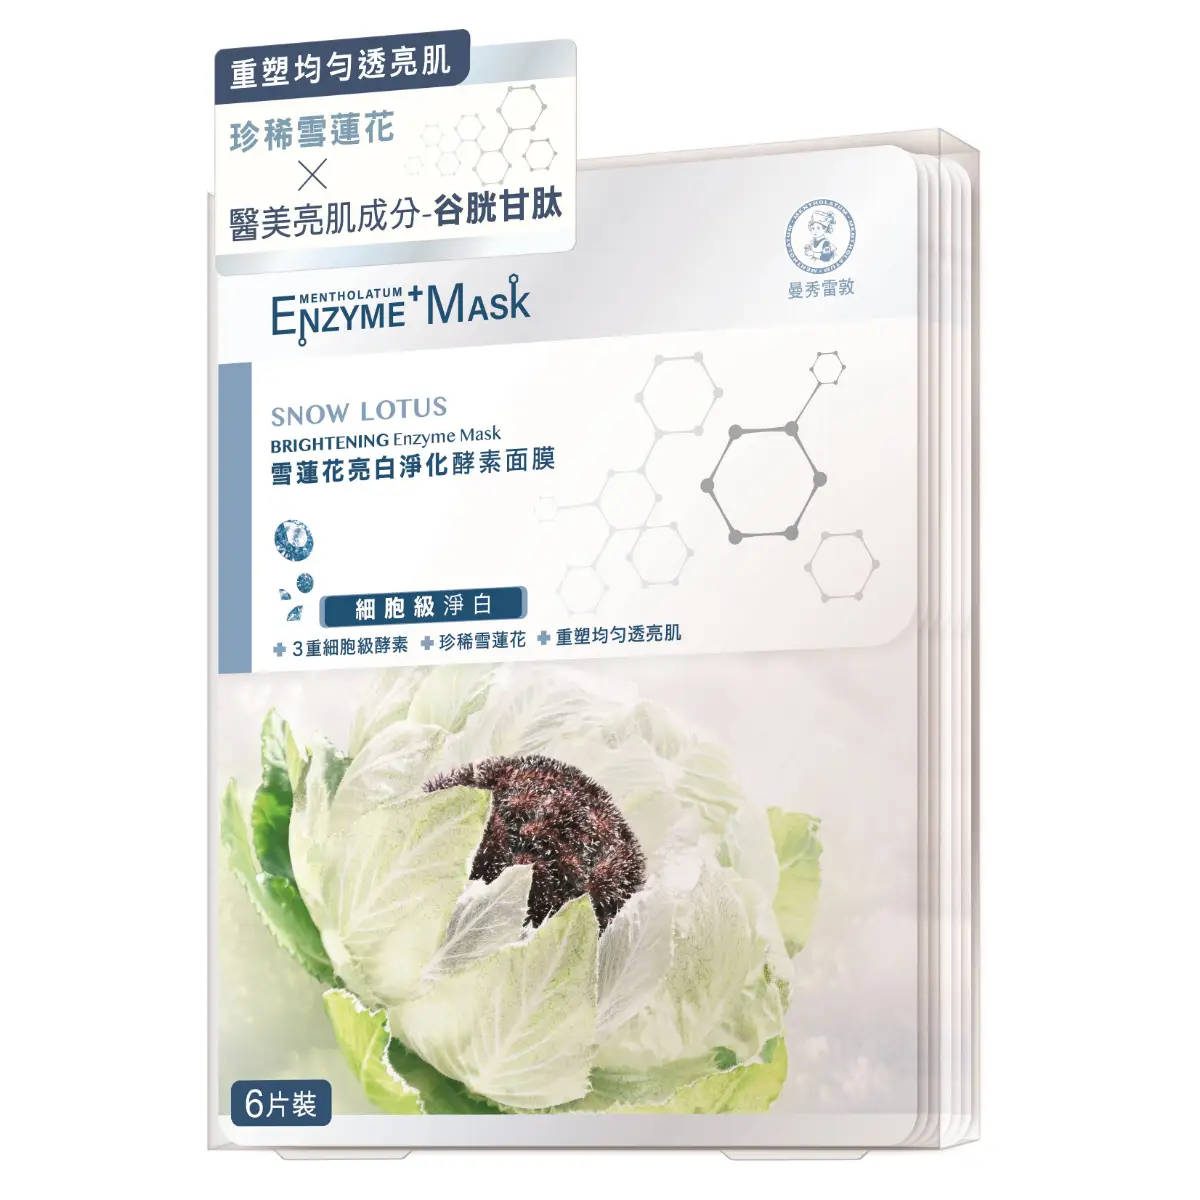 重塑均勻透亮肌
珍稀雪蓮花
×
醫美亮肌成分-谷胱甘肽
MENTHOLATUM
曼秀雷敦
MENTHOLATUM
ENZYME+MASK
SNOW LOTUS
BRIGHTENING Enzyme Mask
雪蓮花亮白淨化酵素面膜
細胞級淨白
+ 3重細胞級酵素 + 珍稀雪蓮花 + 重塑均勻透亮肌
6片裝